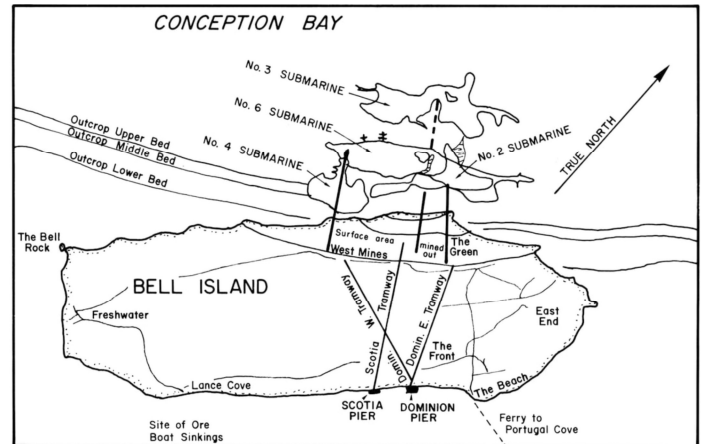 CONCEPTION BAY
No. 3 SUBMARINE
No. 6 SUBMARINE
No. 4 SUBMARINE
No. 2 SUBMARINE
TRUE NORTH
Outcrop Upper Bed
Outcrop Middle Bed
Outcrop Lower Bed
The Bell
Rock
Surface area
mined
out
West Mines
The
Green
BELL ISLAND
Freshwater
W. Tramway
Domin.
Scotia Tramway
Domin. E. Tramway
East
End
The
Front
Lance Cove
The Beach
SCOTIA
PIER
DOMINION
PIER
Ferry to
Portugal Cove
Site of Ore
Boat Sinkings